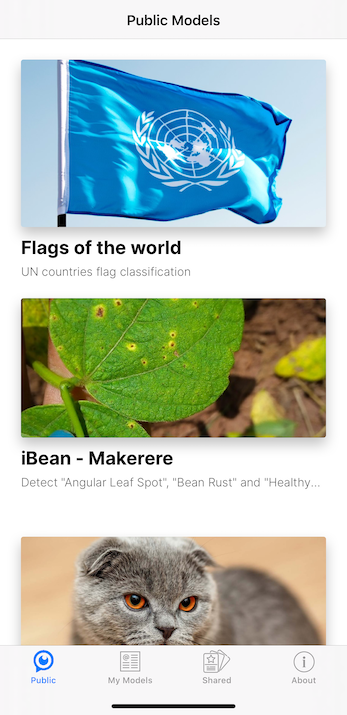 Public Models
Flags of the world
UN countries flag classification
iBean - Makerere
Detect "Angular Leaf Spot", "Bean Rust" and "Healthy...
Public
My Models
Shared
About